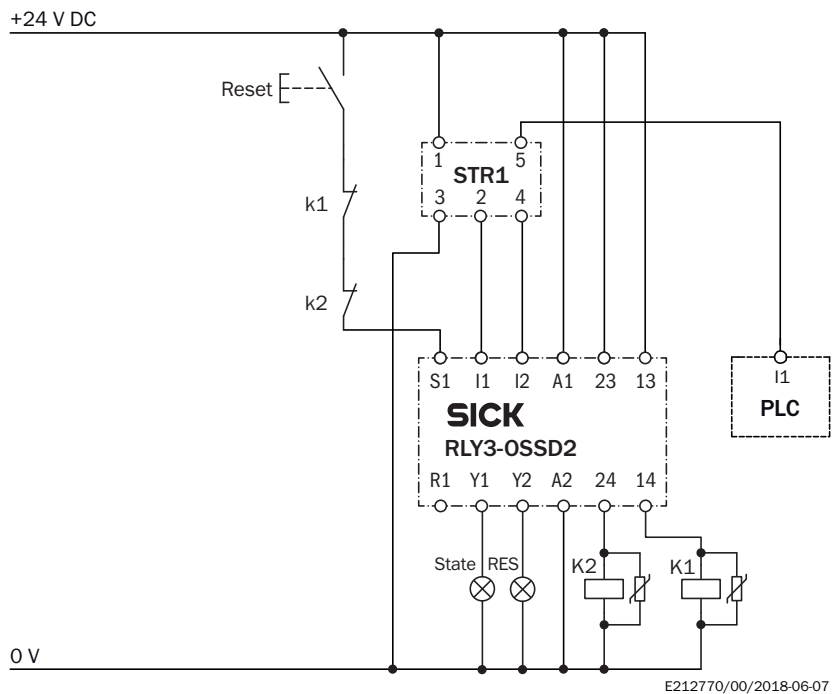 +24 V DC
Reset
1 5
STR1
3 2 4
k1
k2
S1 I1 I2 A1 23 13
SICK
RLY3-OSSD2
R1 Y1 Y2 A2 24 14
I1
PLC
State RES K2 K1
0 V
E212770/00/2018-06-07